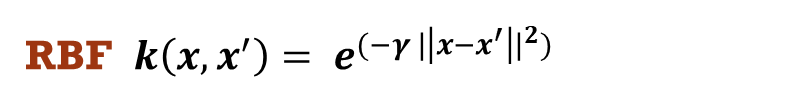 RBF k(x, x′) = e^(−γ ||x−x′||²)